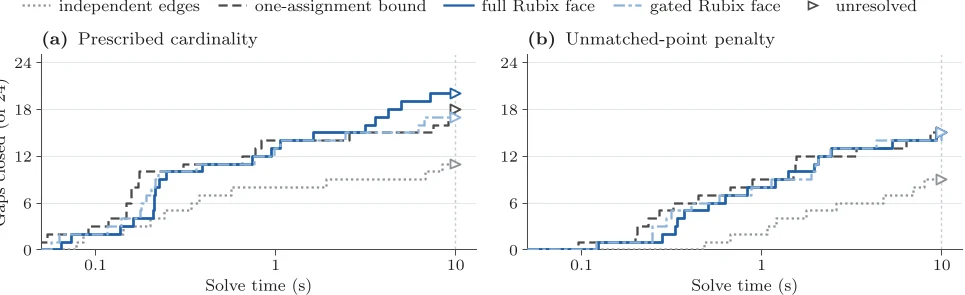 independent edges one-assignment bound full Rubix face gated Rubix face unresolved
(a) Prescribed cardinality
Gaps closed (of 24)
24
18
12
6
0
0.1 1 10
Solve time (s)
(b) Unmatched-point penalty
24
18
12
6
0
0.1 1 10
Solve time (s)